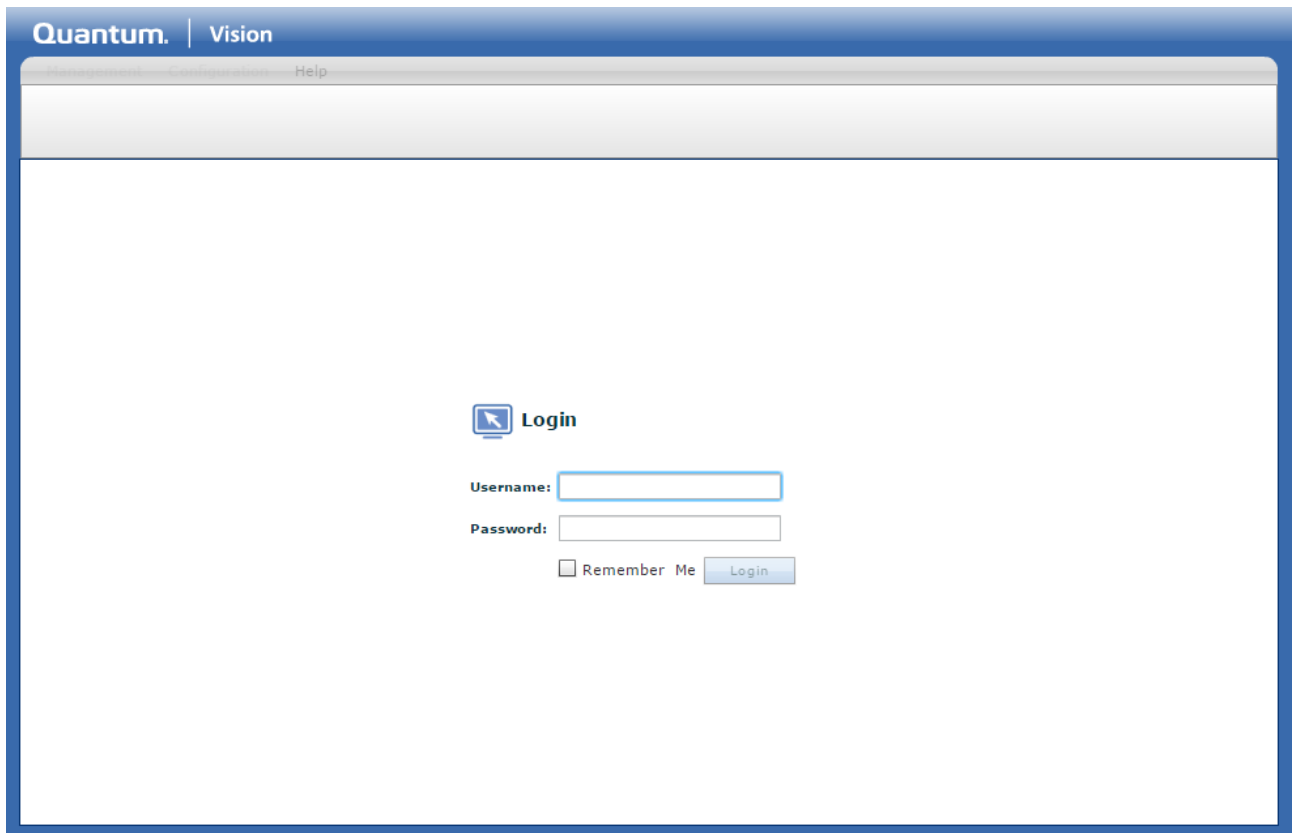 Quantum. Vision
Management Configuration Help
Login
Username:
Password:
Remember Me Login